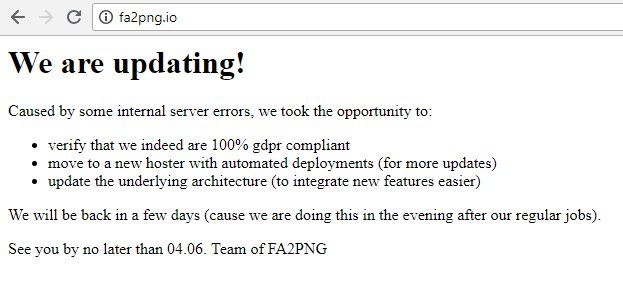 fa2png.io
We are updating!
Caused by some internal server errors, we took the opportunity to:
verify that we indeed are 100% gdpr compliant
move to a new hoster with automated deployments (for more updates)
update the underlying architecture (to integrate new features easier)
We will be back in a few days (cause we are doing this in the evening after our regular jobs).
See you by no later than 04.06. Team of FA2PNG